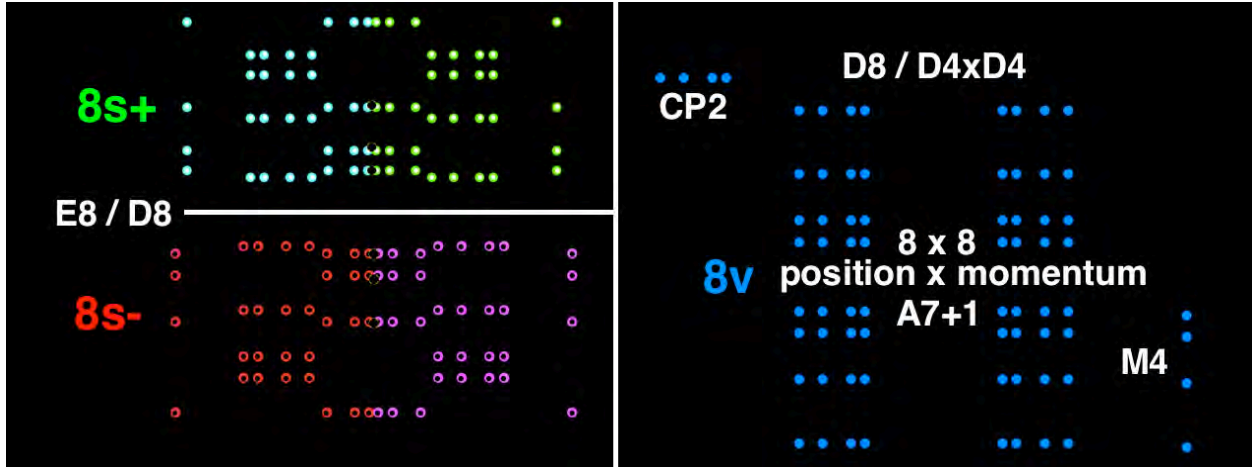 8s+
E8 / D8
8s-
D8 / D4xD4
CP2
8 x 8
8v
position x momentum
A7+1
M4